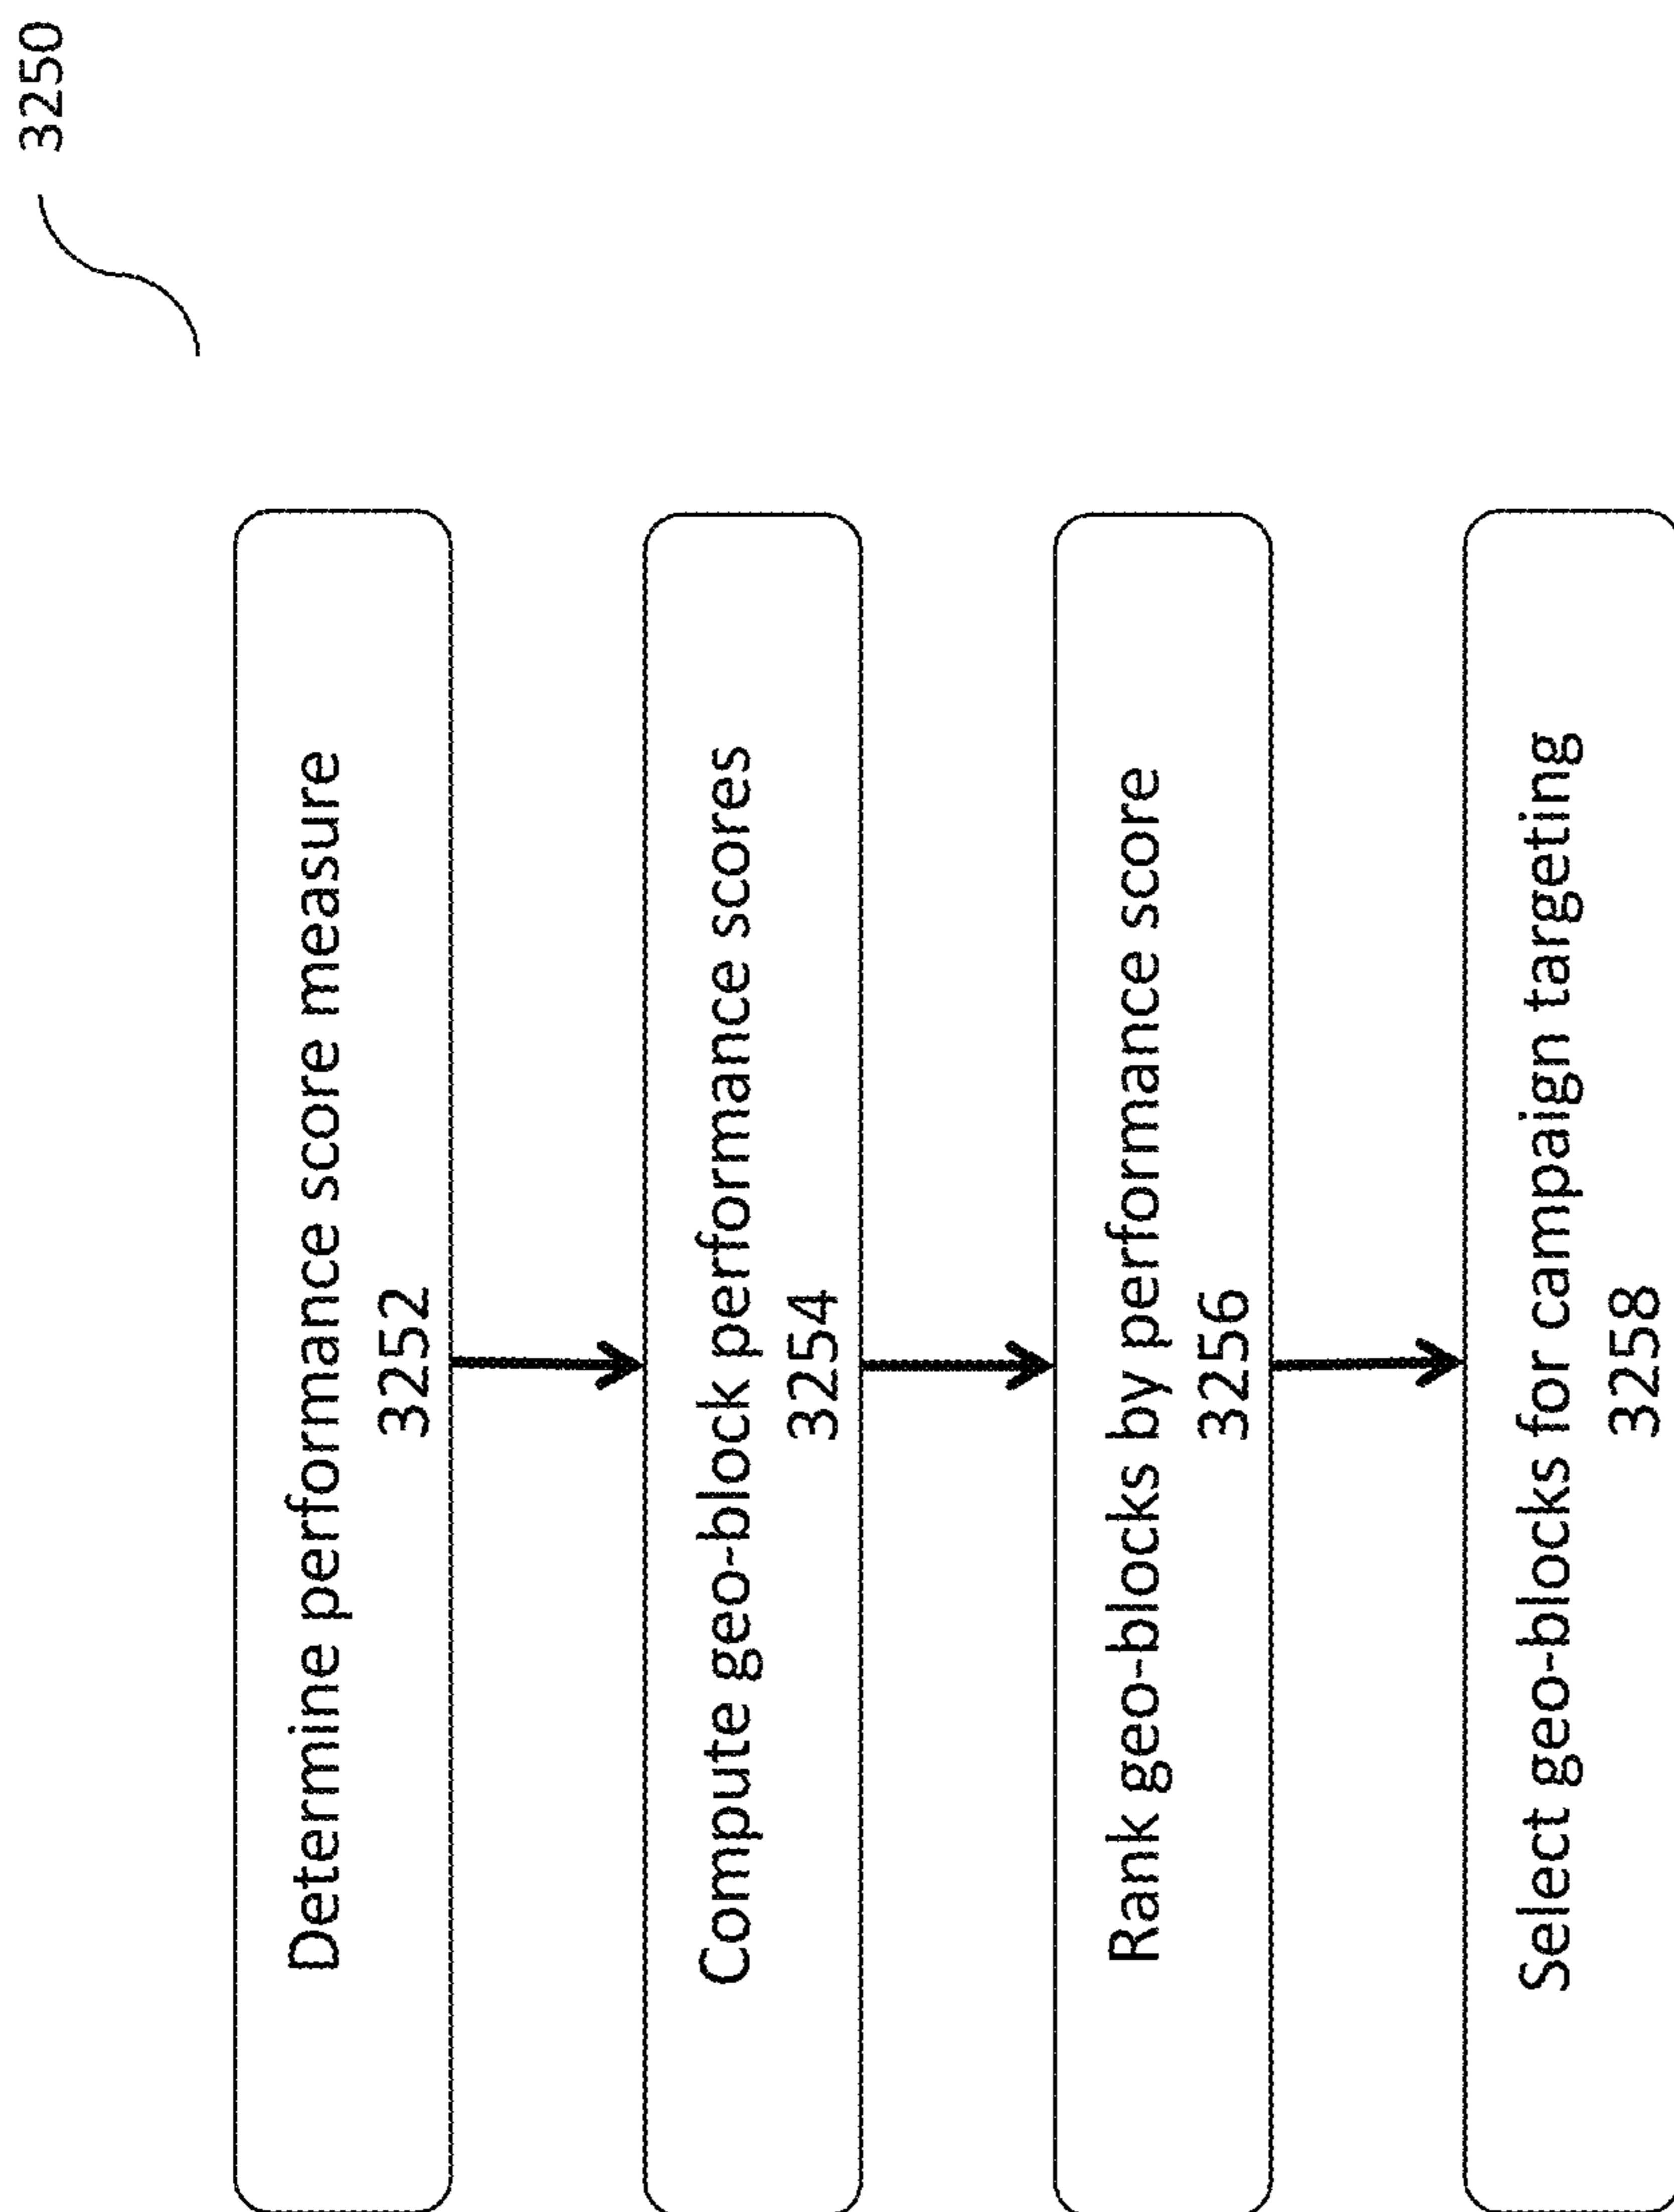 3250
Determine performance score measure
3252
Compute geo-block performance scores
3254
Rank geo-blocks by performance score
3256
Select geo-blocks for campaign targeting
3258